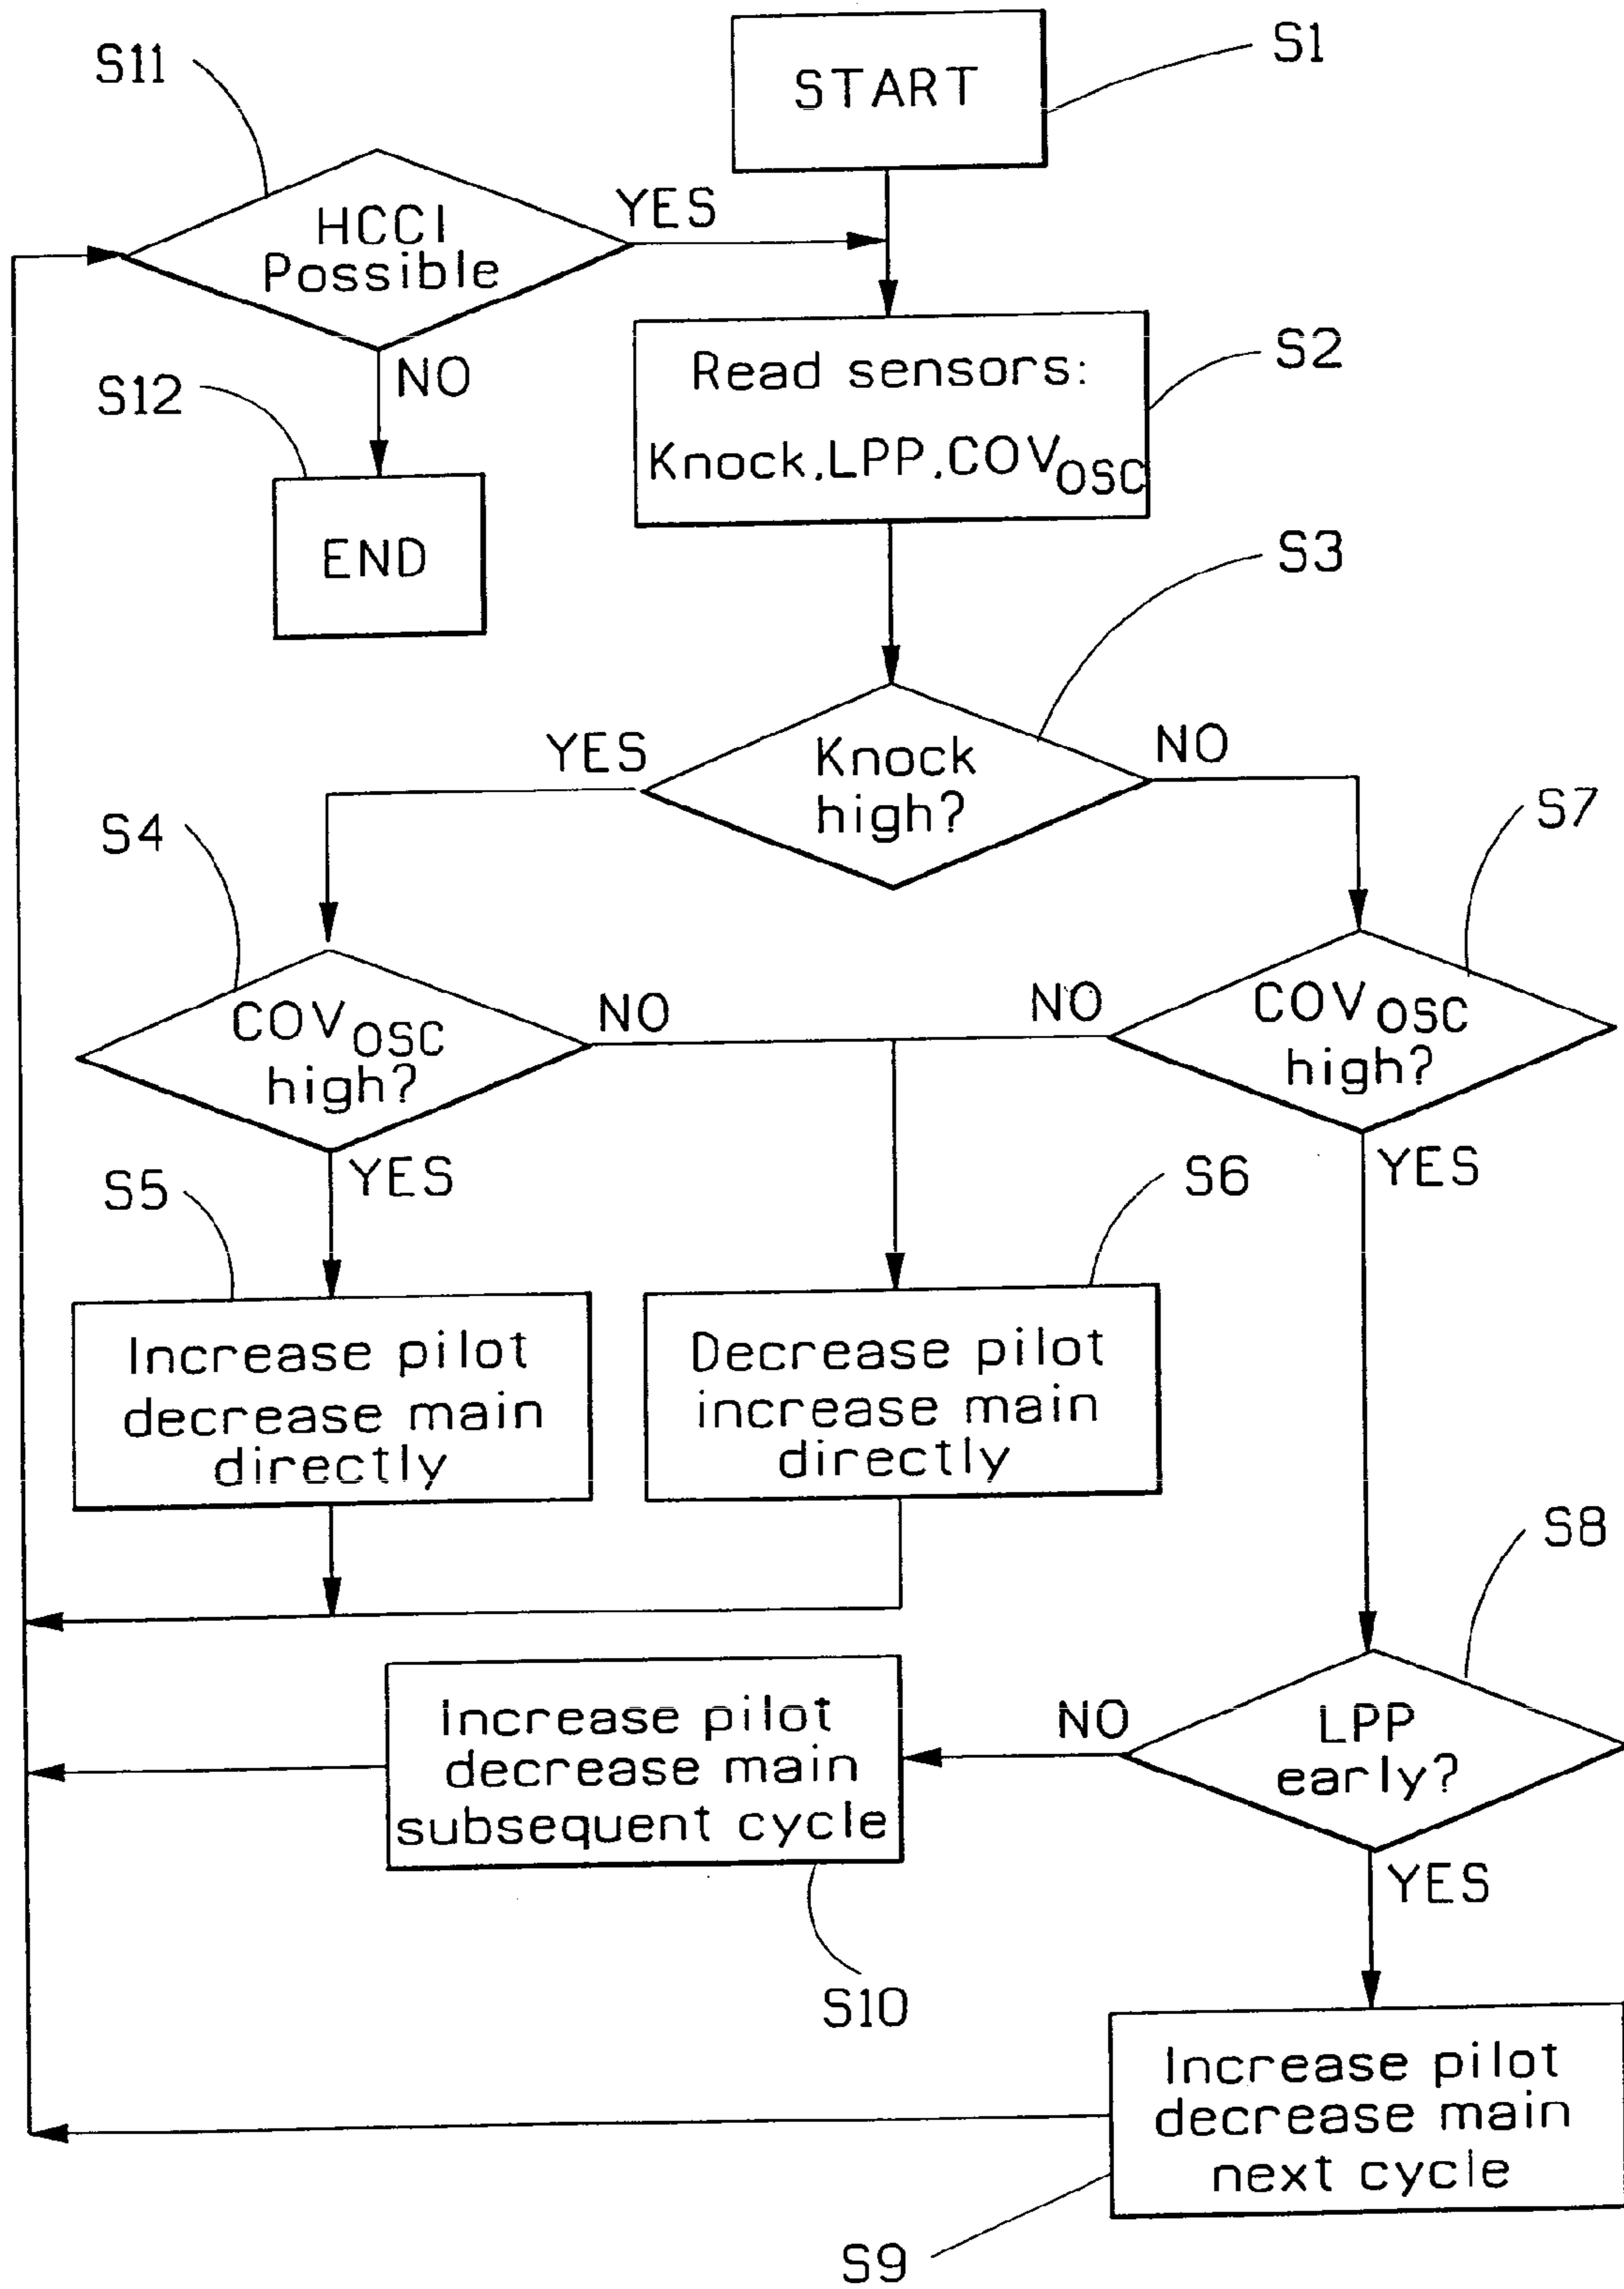 S11
START
S1
HCCI
Possible
YES
NO
S12
END
Read sensors:
Knock,LPP,COVOSC
S2
S3
YES
Knock
high?
NO
S4
S7
COVOSC
high?
NO
NO
COVOSC
high?
YES
YES
S5
S6
Increase pilot
decrease main
directly
Decrease pilot
increase main
directly
S8
Increase pilot
decrease main
subsequent cycle
NO
LPP
early?
YES
S10
Increase pilot
decrease main
next cycle
S9